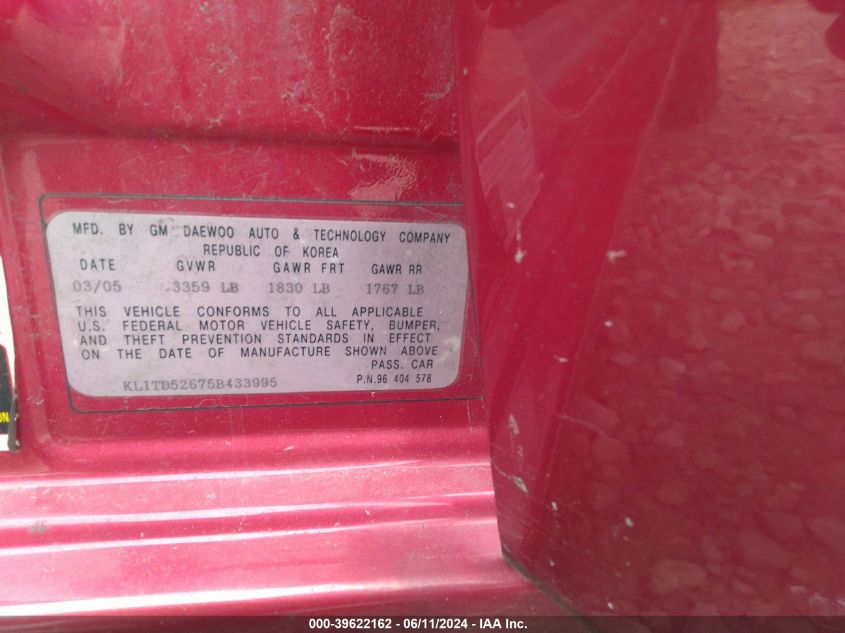 MFD. BY GM DAEWOO AUTO & TECHNOLOGY COMPANY
REPUBLIC OF KOREA
DATE GVWR GAWR FRT GAWR RR
03/05 3359 LB 1830 LB 1767 LB
THIS VEHICLE CONFORMS TO ALL APPLICABLE
U.S. FEDERAL MOTOR VEHICLE SAFETY, BUMPER,
AND THEFT PREVENTION STANDARDS IN EFFECT
ON THE DATE OF MANUFACTURE SHOWN ABOVE
PASS. CAR
KL1TD52675B433995 P.N.96 404 578
ON
000-39622162 - 06/11/2024 - IAA Inc.